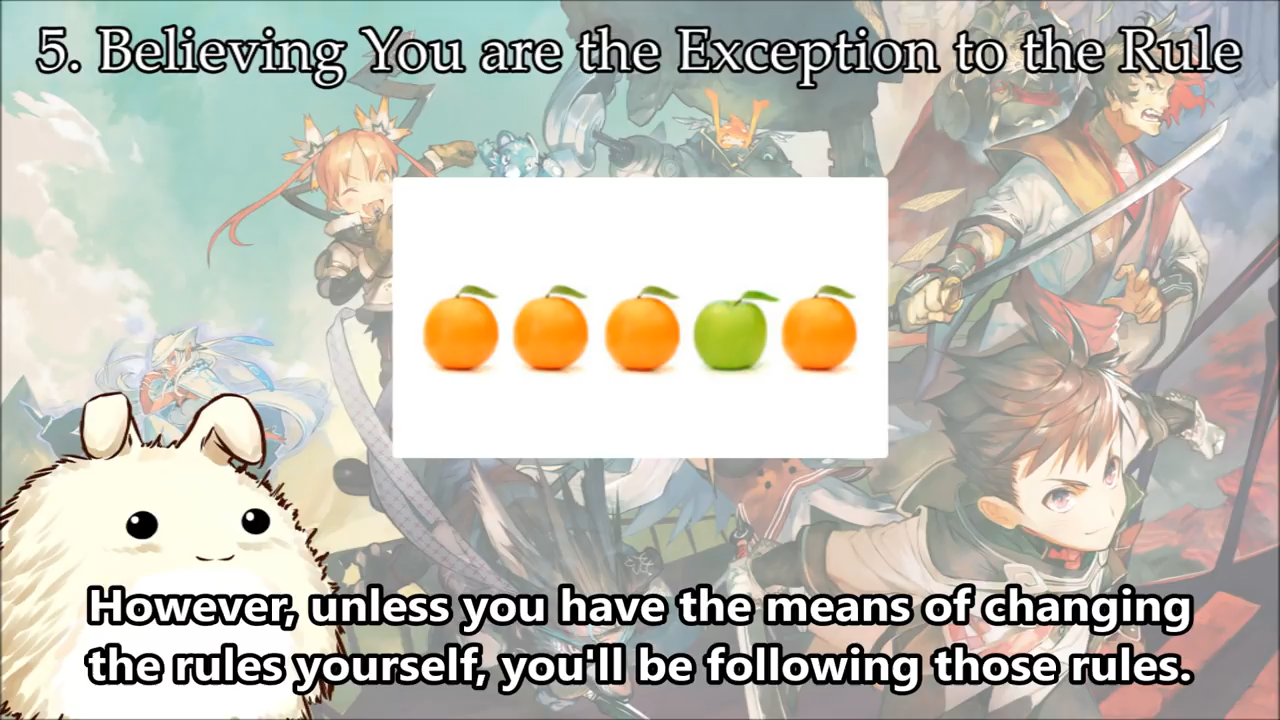 5. Believing You are the Exception to the Rule
However, unless you have the means of changing
the rules yourself, you'll be following those rules.